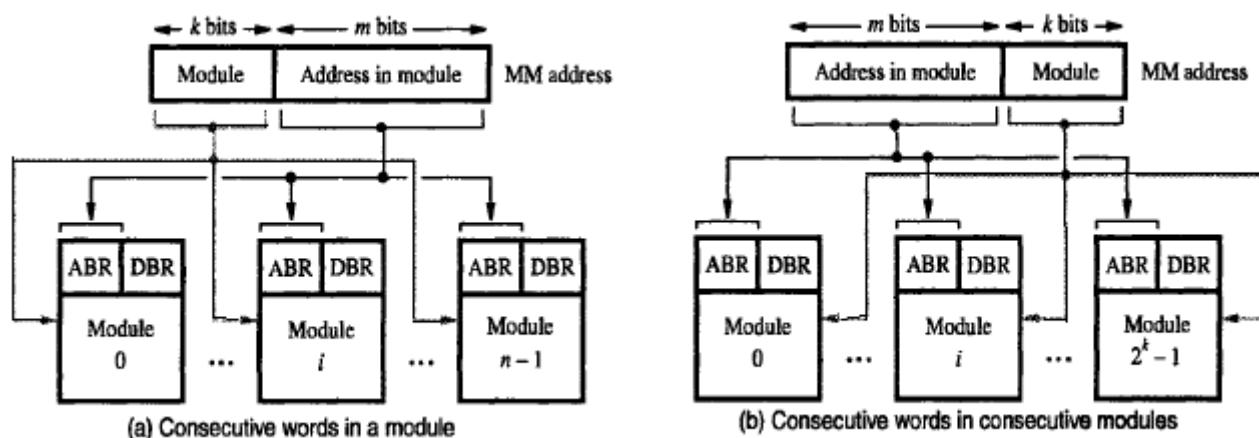 k bits m bits
Module Address in module MM address
ABR DBR ABR DBR ABR DBR
Module Module Module
0 ... i ... n – 1
(a) Consecutive words in a module
m bits k bits
Address in module Module MM address
ABR DBR ABR DBR ABR DBR
Module Module Module
0 ... i ... 2^k – 1
(b) Consecutive words in consecutive modules